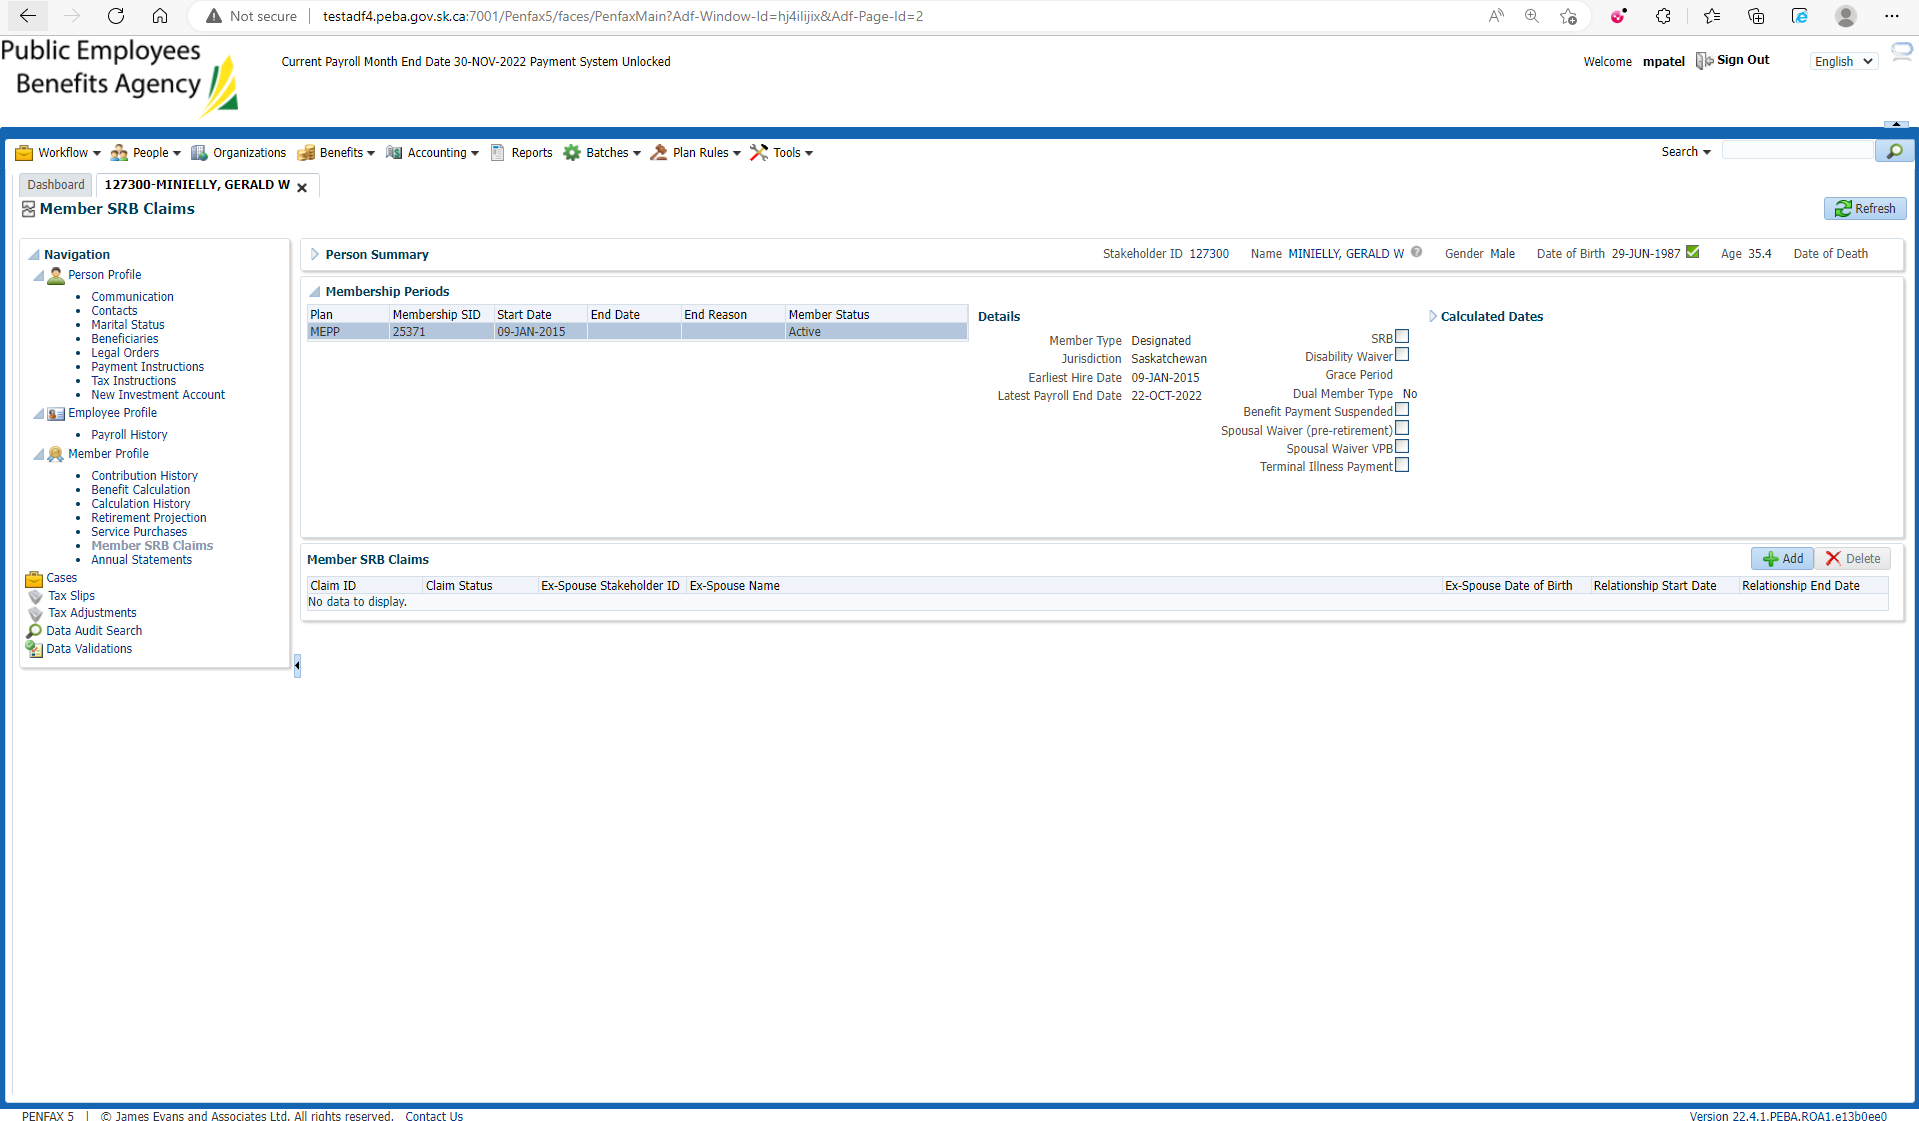 Not secure | testadf4.peba.gov.sk.ca:7001/Penfax5/faces/PenfaxMain?Adf-Window-Id=hj4ilijix&Adf-Page-Id=2
Public Employees
Benefits Agency
Current Payroll Month End Date 30-NOV-2022 Payment System Unlocked
Welcome mpatel Sign Out English
Workflow People Organizations Benefits Accounting Reports Batches Plan Rules Tools Search
Dashboard 127300-MINIELLY, GERALD W
Member SRB Claims
Refresh
Navigation
Person Profile
• Communication
• Contacts
• Marital Status
• Beneficiaries
• Legal Orders
• Payment Instructions
• Tax Instructions
• New Investment Account
Employee Profile
• Payroll History
Member Profile
• Contribution History
• Benefit Calculation
• Calculation History
• Retirement Projection
• Service Purchases
• Member SRB Claims
• Annual Statements
Cases
Tax Slips
Tax Adjustments
Data Audit Search
Data Validations
Person Summary Stakeholder ID 127300 Name MINIELLY, GERALD W Gender Male Date of Birth 29-JUN-1987 Age 35.4 Date of Death
Membership Periods
Plan Membership SID Start Date End Date End Reason Member Status
MEPP 25371 09-JAN-2015 Active
Details
Member Type Designated
Jurisdiction Saskatchewan
Earliest Hire Date 09-JAN-2015
Latest Payroll End Date 22-OCT-2022
SRB
Disability Waiver
Grace Period
Dual Member Type No
Benefit Payment Suspended
Spousal Waiver (pre-retirement)
Spousal Waiver VPB
Terminal Illness Payment
Calculated Dates
Member SRB Claims
Add Delete
Claim ID Claim Status Ex-Spouse Stakeholder ID Ex-Spouse Name Ex-Spouse Date of Birth Relationship Start Date Relationship End Date
No data to display.
PENFAX 5 | © James Evans and Associates Ltd. All rights reserved. Contact Us
Version 22.4.1.PEBA.ROA1.e13b0ee0